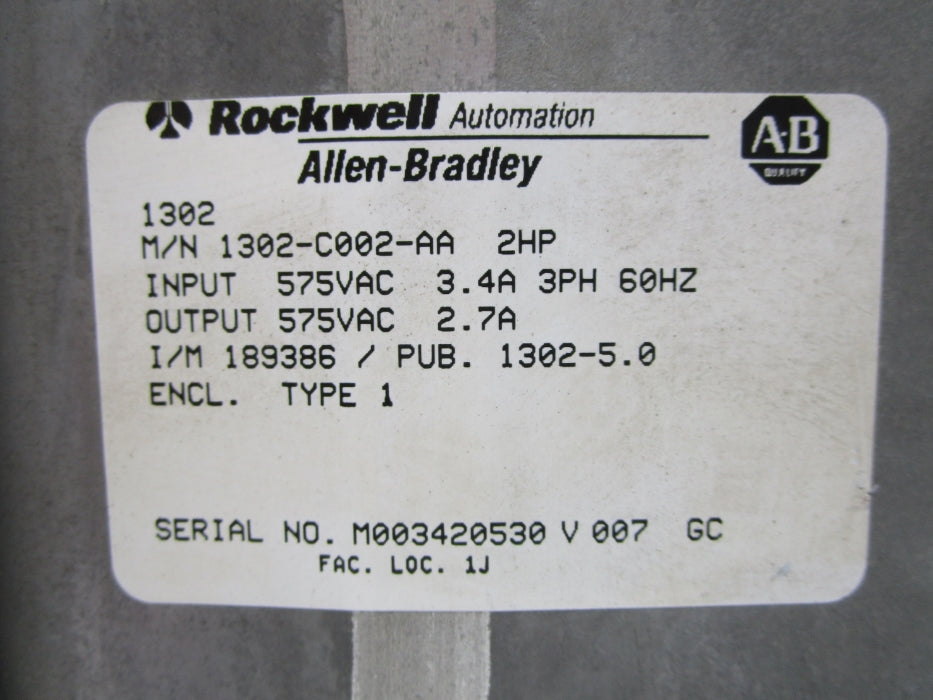 Rockwell Automation
Allen-Bradley
A·B
QUALITY
1302
M/N 1302-C002-AA 2HP
INPUT 575VAC 3.4A 3PH 60HZ
OUTPUT 575VAC 2.7A
I/M 189386 / PUB. 1302-5.0
ENCL. TYPE 1
SERIAL NO. M003420530 V 007 GC
FAC. LOC. 1J